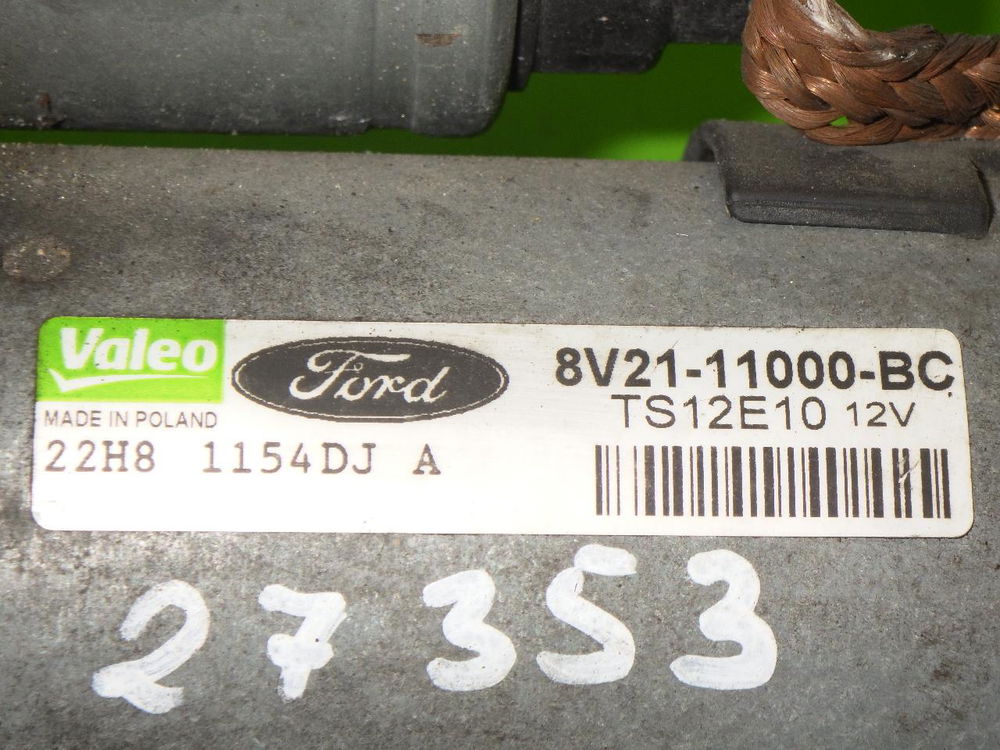 Valeo
Ford
8V21-11000-BC
TS12E10 12V
MADE IN POLAND
22H8 1154DJ A
27353